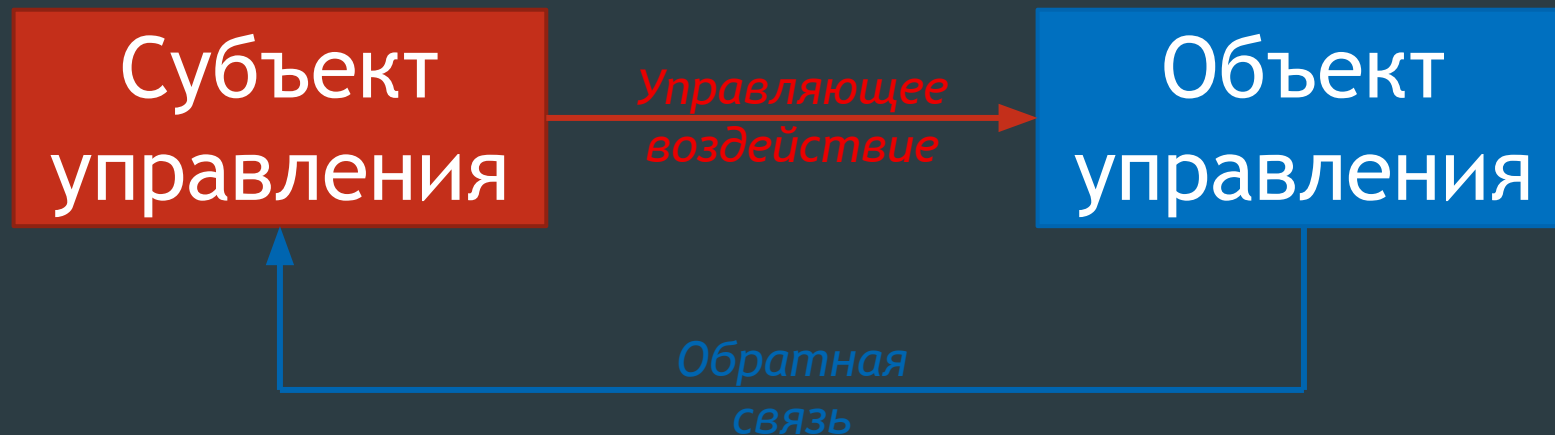 Субъект
управления
Управляющее
воздействие
Объект
управления
Обратная
связь